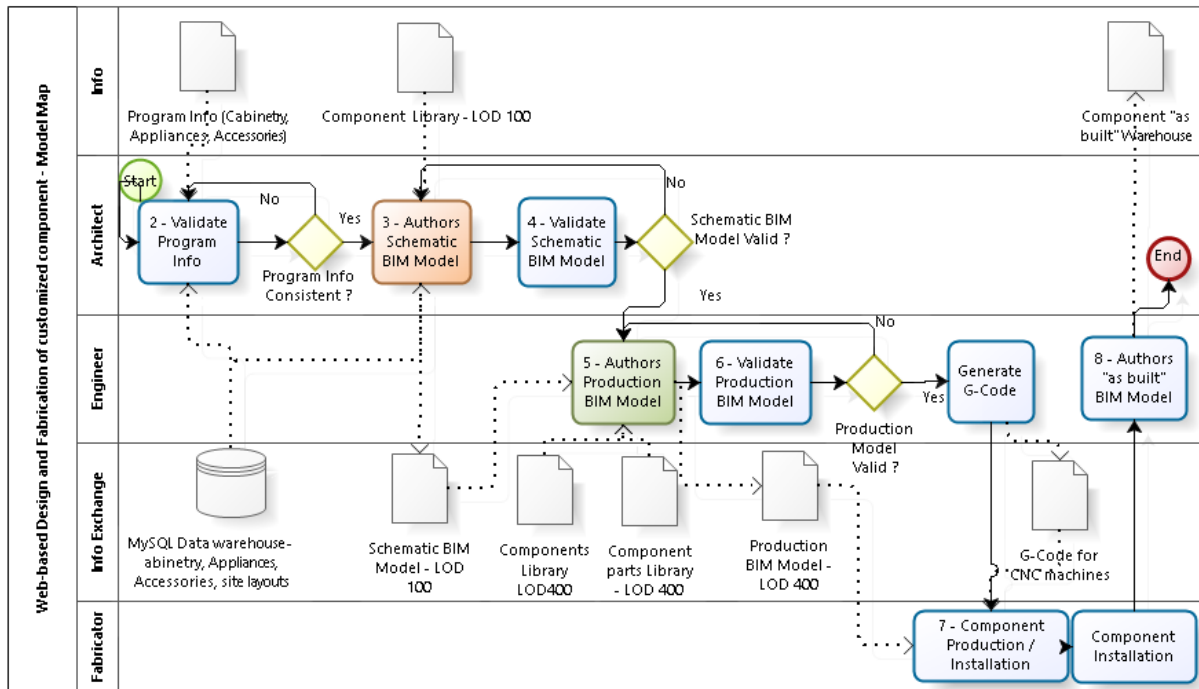 Web-based Design and Fabrication of customized component - Model Map
Info
Program Info (Cabinetry,
Appliances, Accessories)
Component Library - LOD 100
Component "as
built" Warehouse
Architect
Start
2 - Validate
Program
Info
No
Program Info
Consistent ?
Yes
3 - Authors
Schematic
BIM Model
4 - Validate
Schematic
BIM Model
No
Schematic BIM
Model Valid ?
Yes
End
Engineer
5 - Authors
Production
BIM Model
6 - Validate
Production
BIM Model
No
Production
Model
Valid ?
Yes
Generate
G-Code
8 - Authors
"as built"
BIM Model
Info Exchange
MySQL Data warehouse-
abinetry, Appliances,
Accessories, site layouts
Schematic BIM
Model - LOD
100
Components
Library
LOD400
Component
parts Library
- LOD 400
Production
BIM Model -
LOD 400
G-Code for
CNC machines
Fabricator
7 - Component
Production /
Installation
Component
Installation